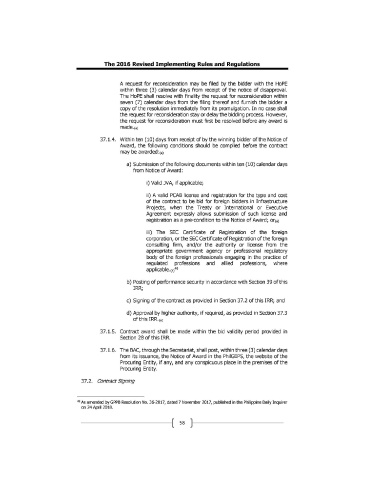 The 2016 Revised Implementing Rules and Regulations
A request for reconsideration may be filed by the bidder with the HoPE
within three (3) calendar days from receipt of the notice of disapproval.
The HoPE shall resolve with finality the request for reconsideration within
seven (7) calendar days from the filing thereof and furnish the bidder a
copy of the resolution immediately from its promulgation. In no case shall
the request for reconsideration stay or delay the bidding process. However,
the request for reconsideration must first be resolved before any award is
made.
37.1.4. Within ten (10) days from receipt of by the winning bidder of the Notice of
Award, the following conditions should be complied before the contract
may be awarded:
a) Submission of the following documents within ten (10) calendar days
from Notice of Award:
i) Valid JVA, if applicable;
ii) A valid PCAB license and registration for the type and cost
of the contract to be bid for foreign bidders in Infrastructure
Projects, when the Treaty or International or Executive
Agreement expressly allows submission of such license and
registration as a pre-condition to the Notice of Award; or
iii) The SEC Certificate of Registration of the foreign
corporation, or the SEC Certificate of Registration of the foreign
consulting firm, and/or the authority or license from the
appropriate government agency or professional regulatory
body of the foreign professionals engaging in the practice of
regulated professions and allied professions, where
applicable.
b) Posting of performance security in accordance with Section 39 of this
IRR;
c) Signing of the contract as provided in Section 37.2 of this IRR; and
d) Approval by higher authority, if required, as provided in Section 37.3
of this IRR.
37.1.5. Contract award shall be made within the bid validity period provided in
Section 28 of this IRR.
37.1.6. The BAC, through the Secretariat, shall post, within three (3) calendar days
from its issuance, the Notice of Award in the PhilGEPS, the website of the
Procuring Entity, if any, and any conspicuous place in the premises of the
Procuring Entity.
37.2. Contract Signing
As amended by GPPB Resolution No. 36-2017, dated 7 November 2017, published in the Philippine Daily Inquirer
on 24 April 2018.
58